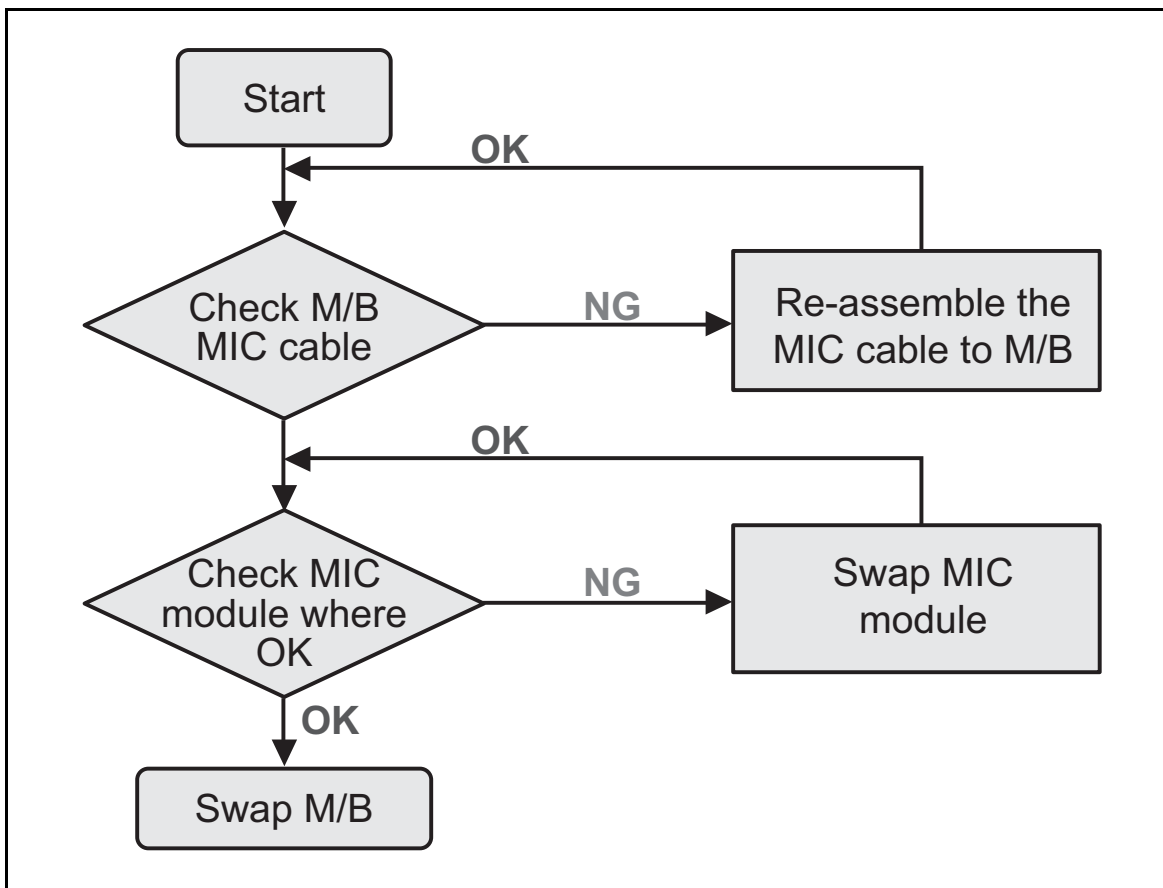 Start
OK
Check M/B
MIC cable
NG
Re-assemble the
MIC cable to M/B
OK
Check MIC
module where
OK
NG
Swap MIC
module
OK
Swap M/B